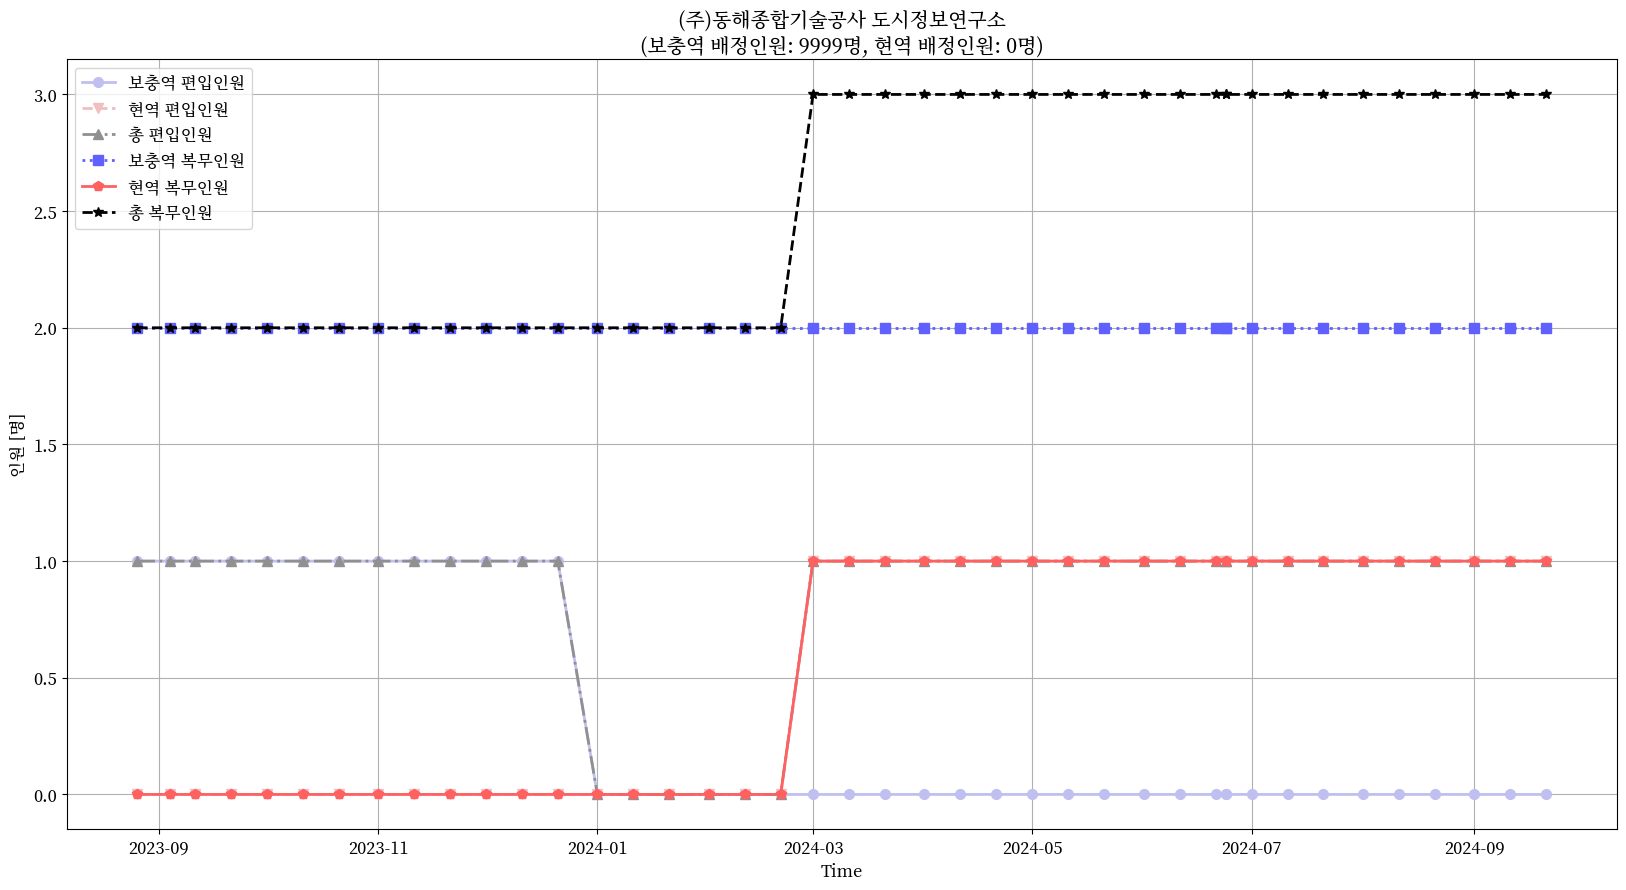 (주)동해종합기술공사 도시정보연구소
(보충역 배정인원: 9999명, 현역 배정인원: 0명)
보충역 편입인원
현역 편입인원
총 편입인원
보충역 복무인원
현역 복무인원
총 복무인원
3.0
2.5
2.0
1.5
1.0
0.5
0.0
인원 [명]
2023-09
2023-11
2024-01
2024-03
2024-05
2024-07
2024-09
Time